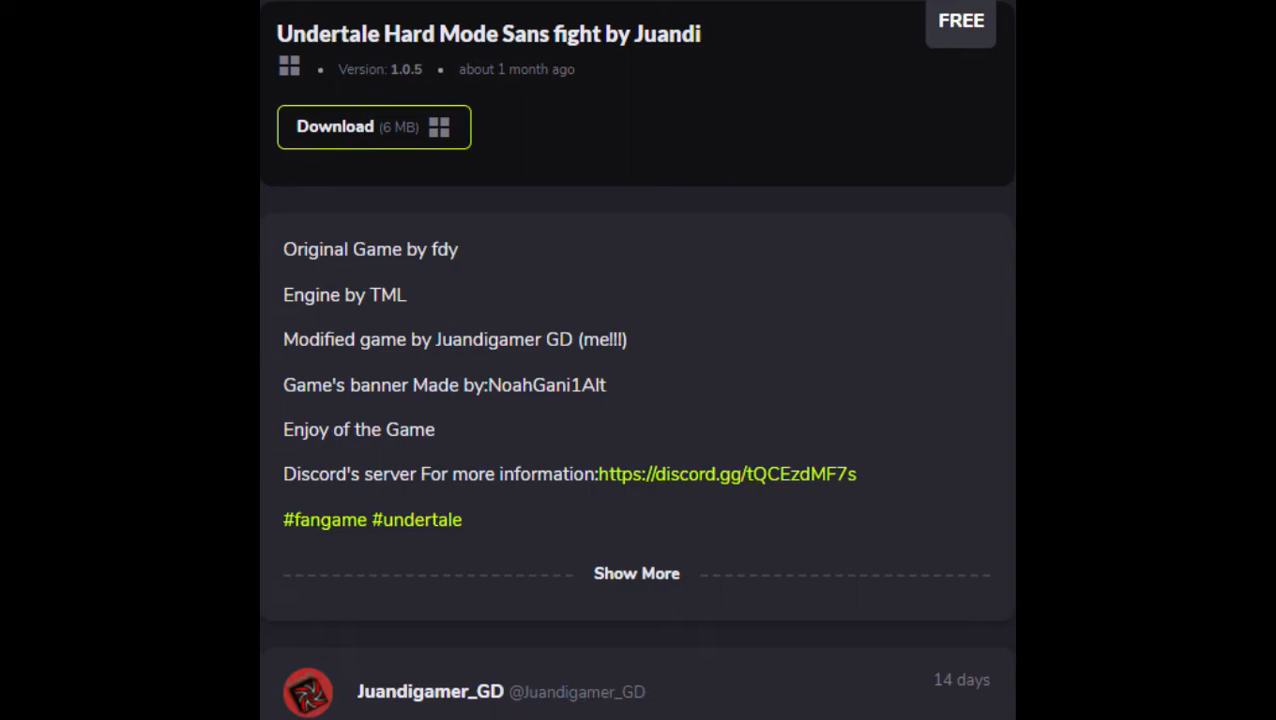 Undertale Hard Mode Sans fight by Juandi
FREE
• Version: 1.0.5 • about 1 month ago
Download (6 MB)
Original Game by fdy
Engine by TML
Modified game by Juandigamer GD (me!!!)
Game's banner Made by:NoahGani1Alt
Enjoy of the Game
Discord's server For more information:https://discord.gg/tQCEzdMF7s
#fangame #undertale
Show More
Juandigamer_GD @Juandigamer_GD
14 days